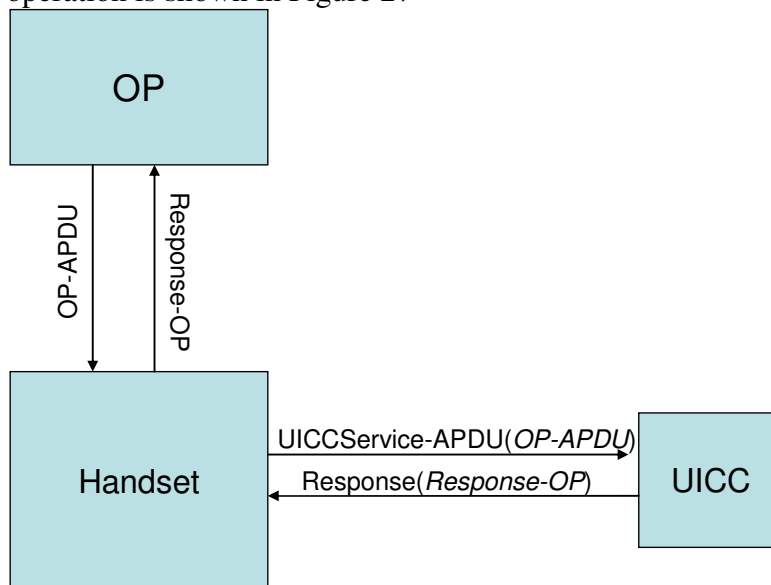 operation is shown in Figure 2.
OP
OP-APDU
Response-OP
UICCService-APDU(OP-APDU)
Response(Response-OP)
Handset
UICC